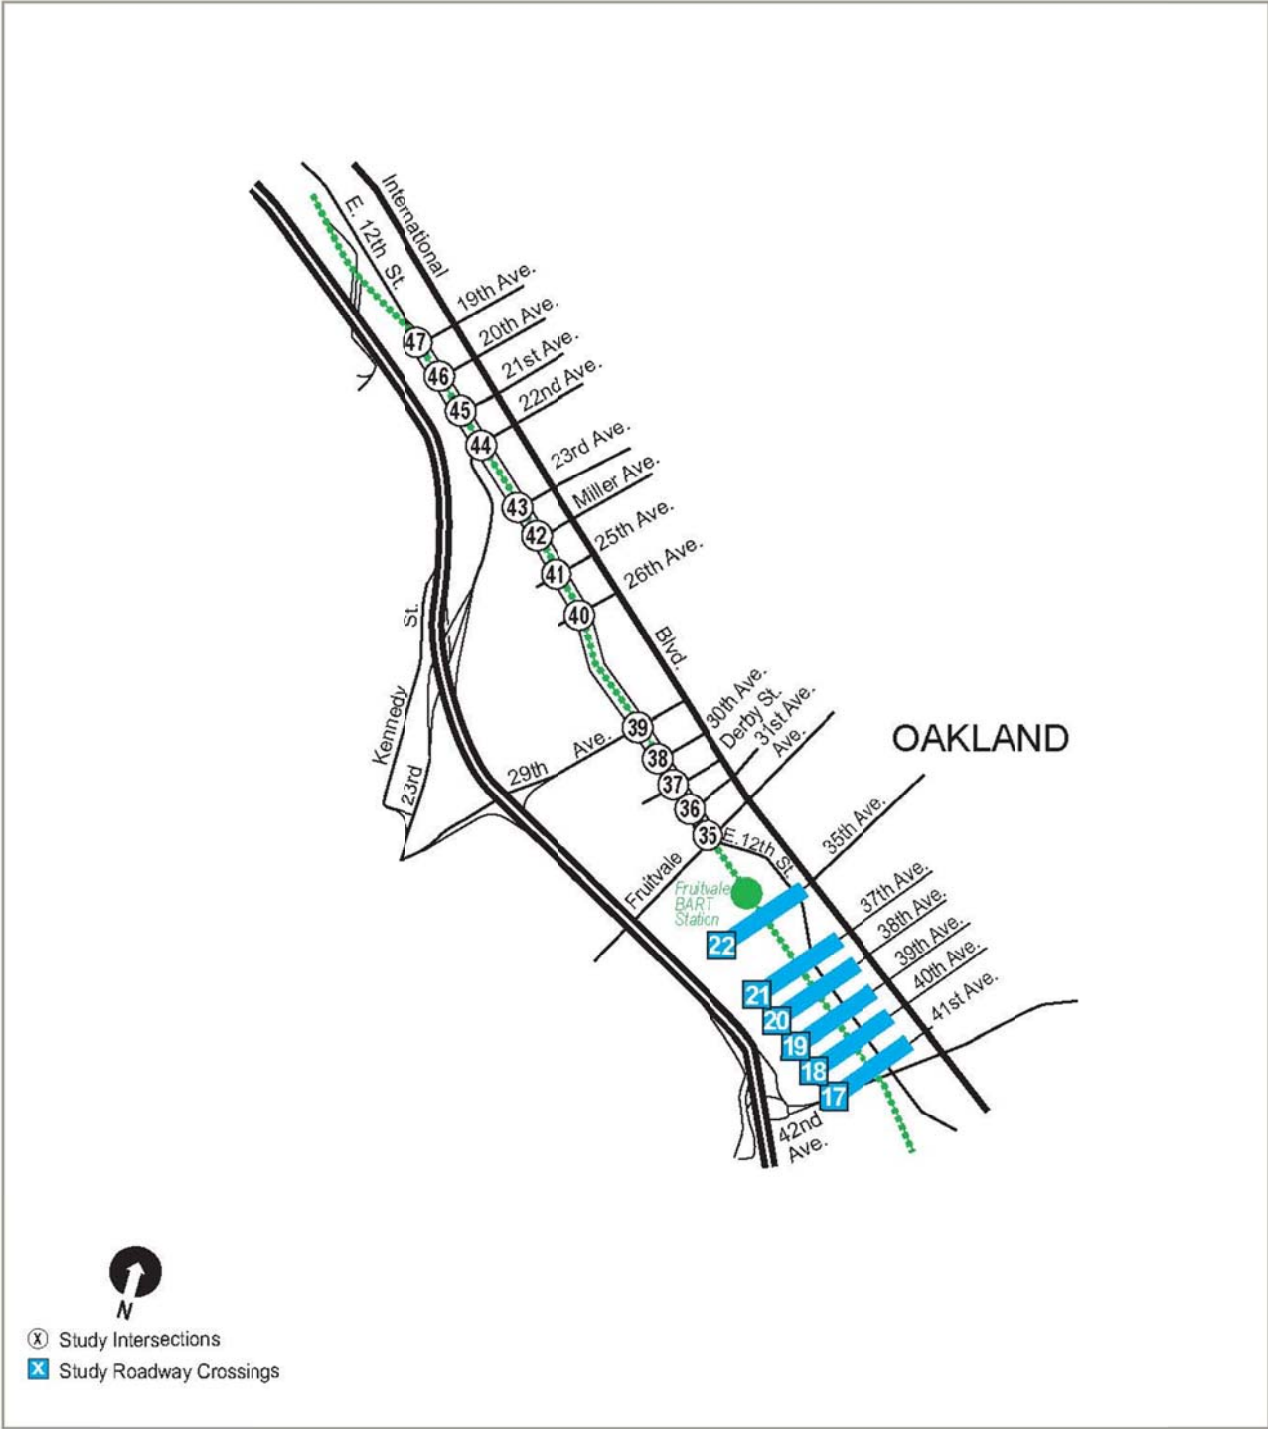 International
E. 12th St.
19th Ave.
20th Ave.
21st Ave.
22nd Ave.
47
46
45
44
23rd Ave.
Miller Ave.
43
42
25th Ave.
26th Ave.
41
40
St.
Kennedy
23rd
Blvd.
30th Ave.
Derby St.
31st Ave.
Ave.
OAKLAND
39
38
37
36
35
29th
Ave.
E.12th St.
35th Ave.
Fruitvale
Fruitvale
BART
Station
37th Ave.
38th Ave.
39th Ave.
40th Ave.
41st Ave.
22
21
20
19
18
17
42nd
Ave.
N
X Study Intersections
X Study Roadway Crossings